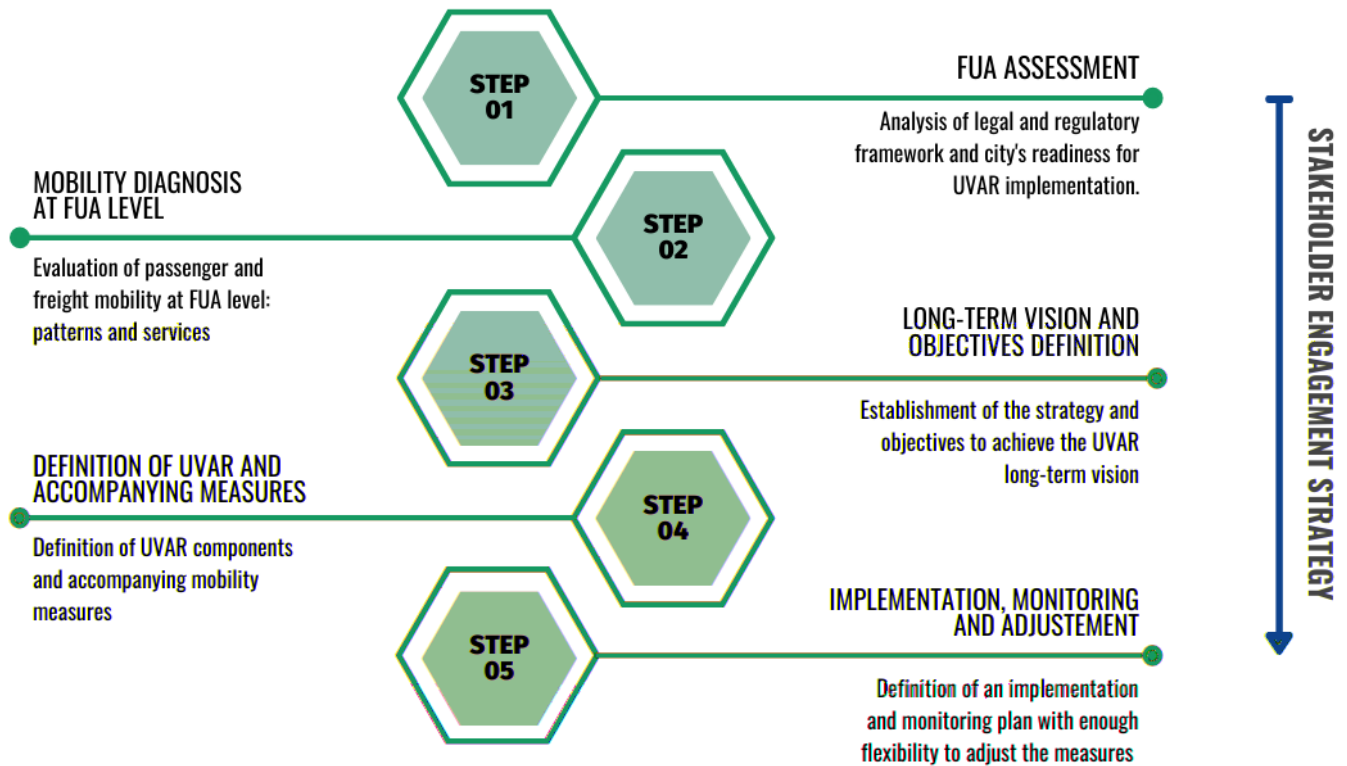 STEP
01
FUA ASSESSMENT
Analysis of legal and regulatory
framework and city's readiness for
UVAR implementation.
STEP
02
MOBILITY DIAGNOSIS
AT FUA LEVEL
Evaluation of passenger and
freight mobility at FUA level:
patterns and services
STEP
03
LONG-TERM VISION AND
OBJECTIVES DEFINITION
Establishment of the strategy and
objectives to achieve the UVAR
long-term vision
STEP
04
DEFINITION OF UVAR AND
ACCOMPANYING MEASURES
Definition of UVAR components
and accompanying mobility
measures
STEP
05
IMPLEMENTATION, MONITORING
AND ADJUSTEMENT
Definition of an implementation
and monitoring plan with enough
flexibility to adjust the measures
STAKEHOLDER ENGAGEMENT STRATEGY